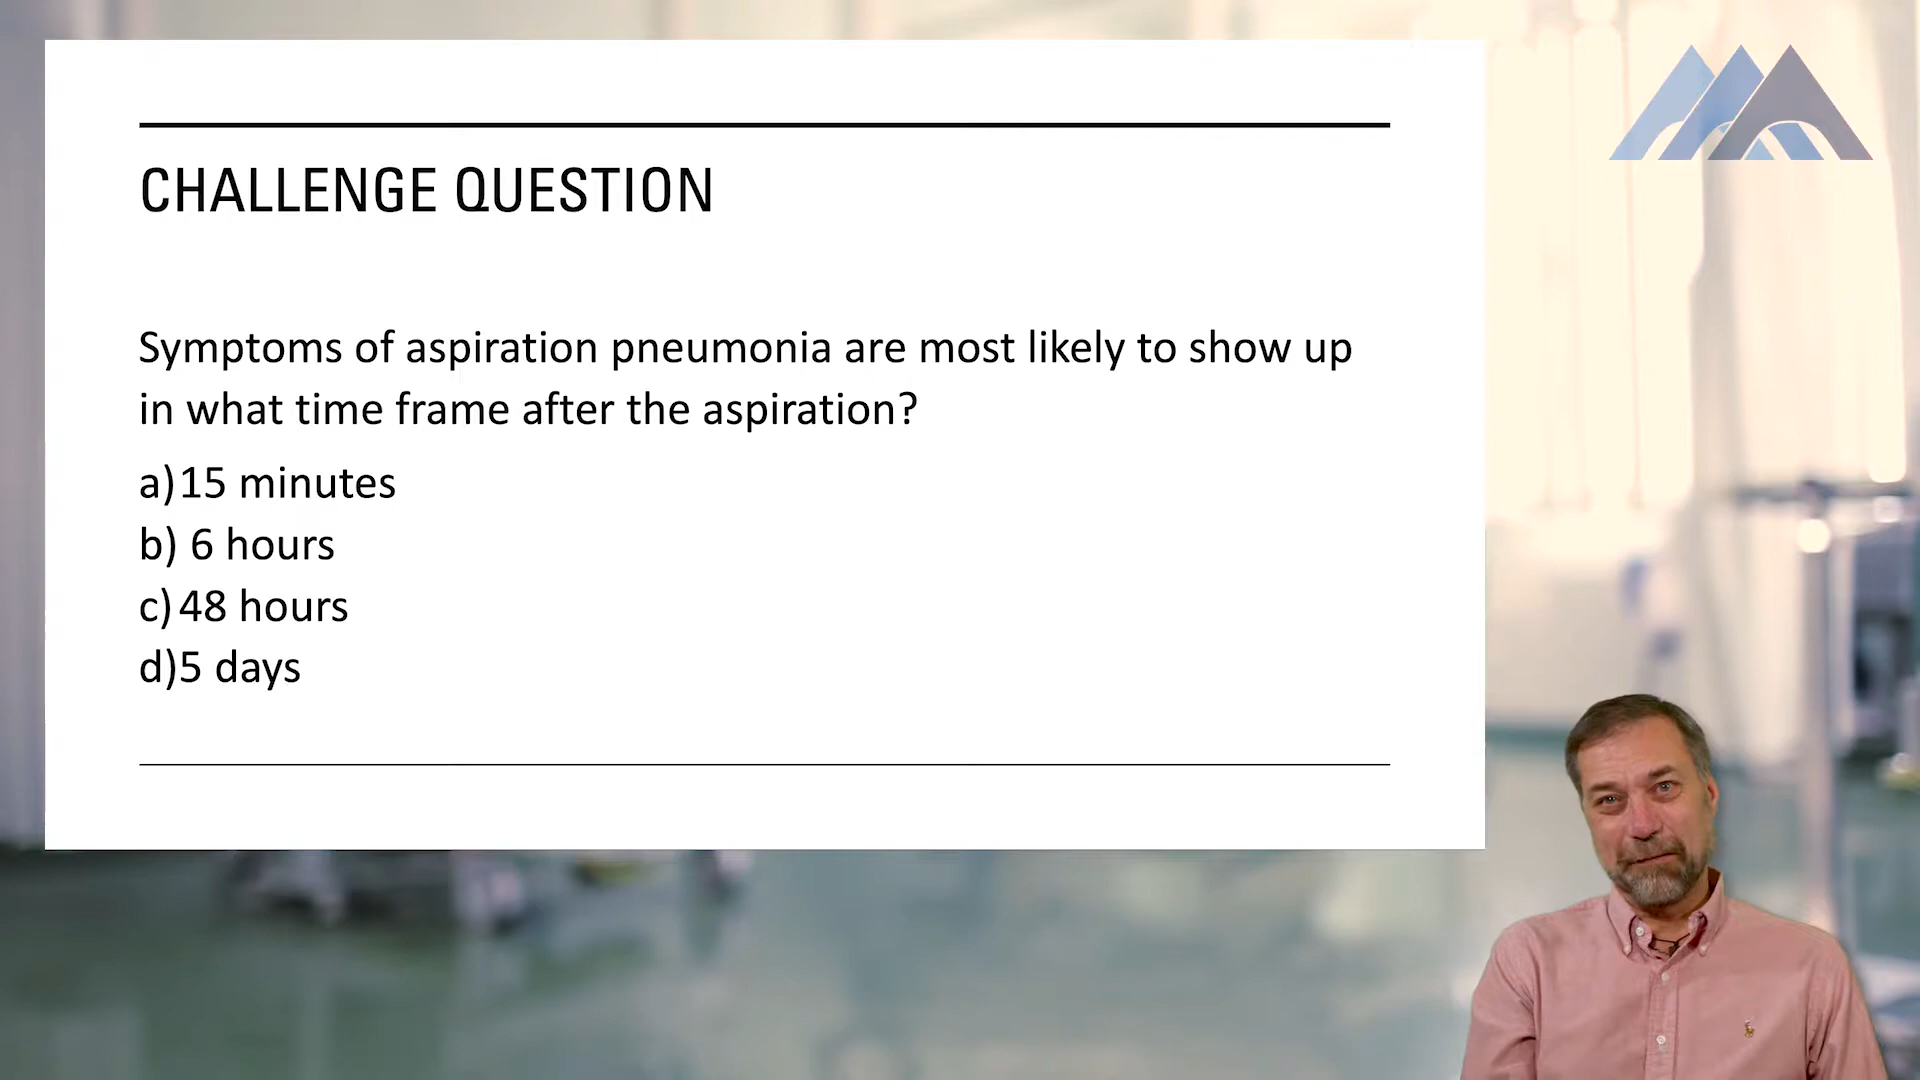 CHALLENGE QUESTION
Symptoms of aspiration pneumonia are most likely to show up
in what time frame after the aspiration?
a)15 minutes
b) 6 hours
c)48 hours
d)5 days